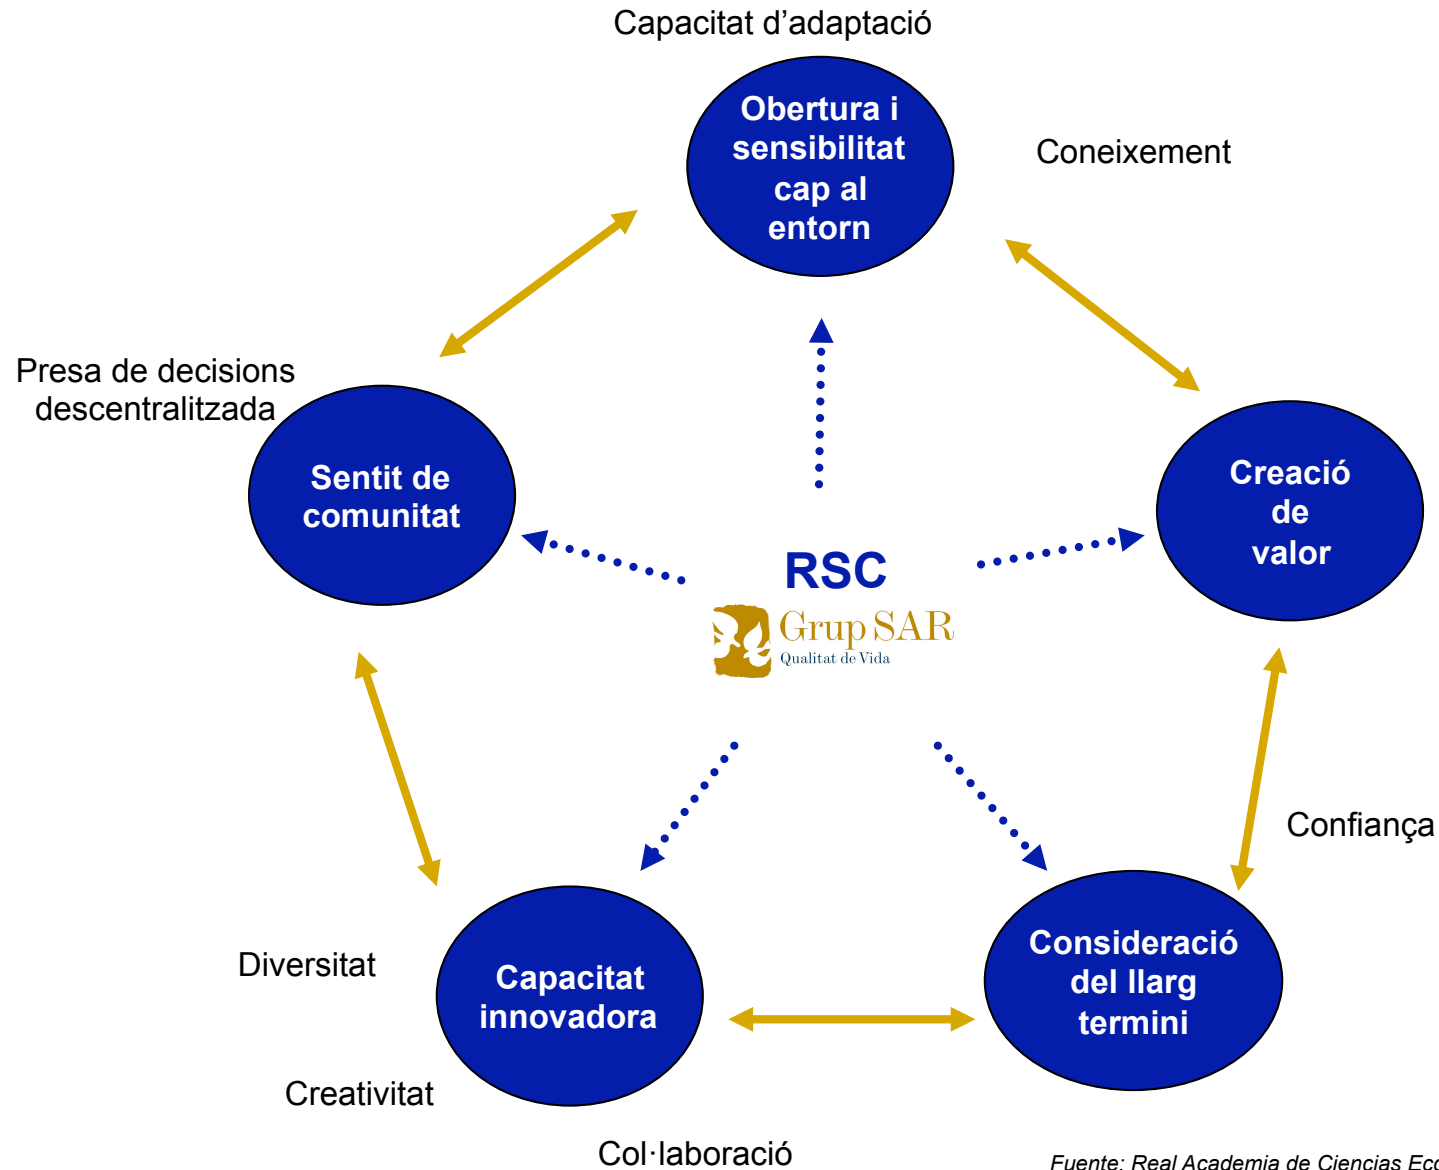 Capacitat d’adaptació
Obertura i
sensibilitat
cap al
entorn
Coneixement
Presa de decisions
descentralitzada
Sentit de
comunitat
Creació
de
valor
RSC
Grup SAR
Qualitat de Vida
Confiança
Consideració
del llarg
termini
Diversitat
Capacitat
innovadora
Creativitat
Col·laboració
Fuente: Real Academia de Ciencias